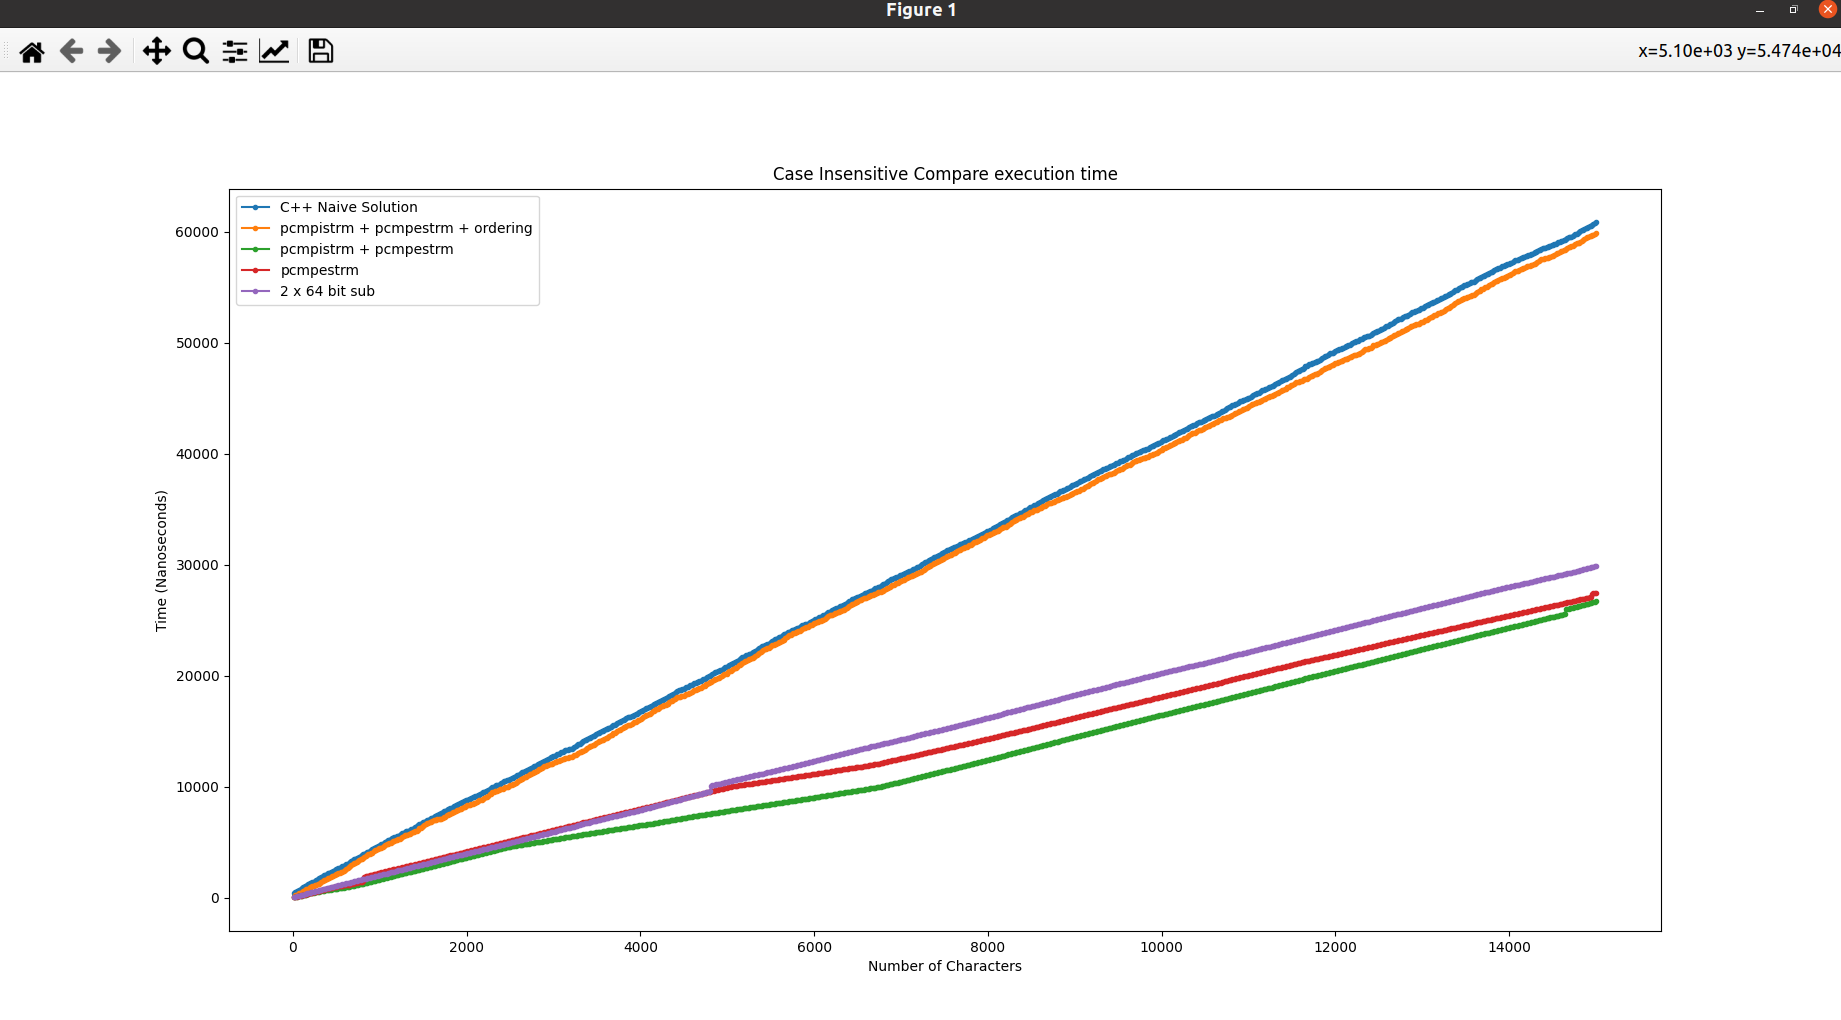 Figure 1
x=5.10e+03 y=5.474e+04
Case Insensitive Compare execution time
C++ Naive Solution
pcmpistrm + pcmpestrm + ordering
pcmpistrm + pcmpestrm
pcmpestrm
2 x 64 bit sub
60000
50000
40000
30000
20000
10000
0
Time (Nanoseconds)
0 2000 4000 6000 8000 10000 12000 14000
Number of Characters